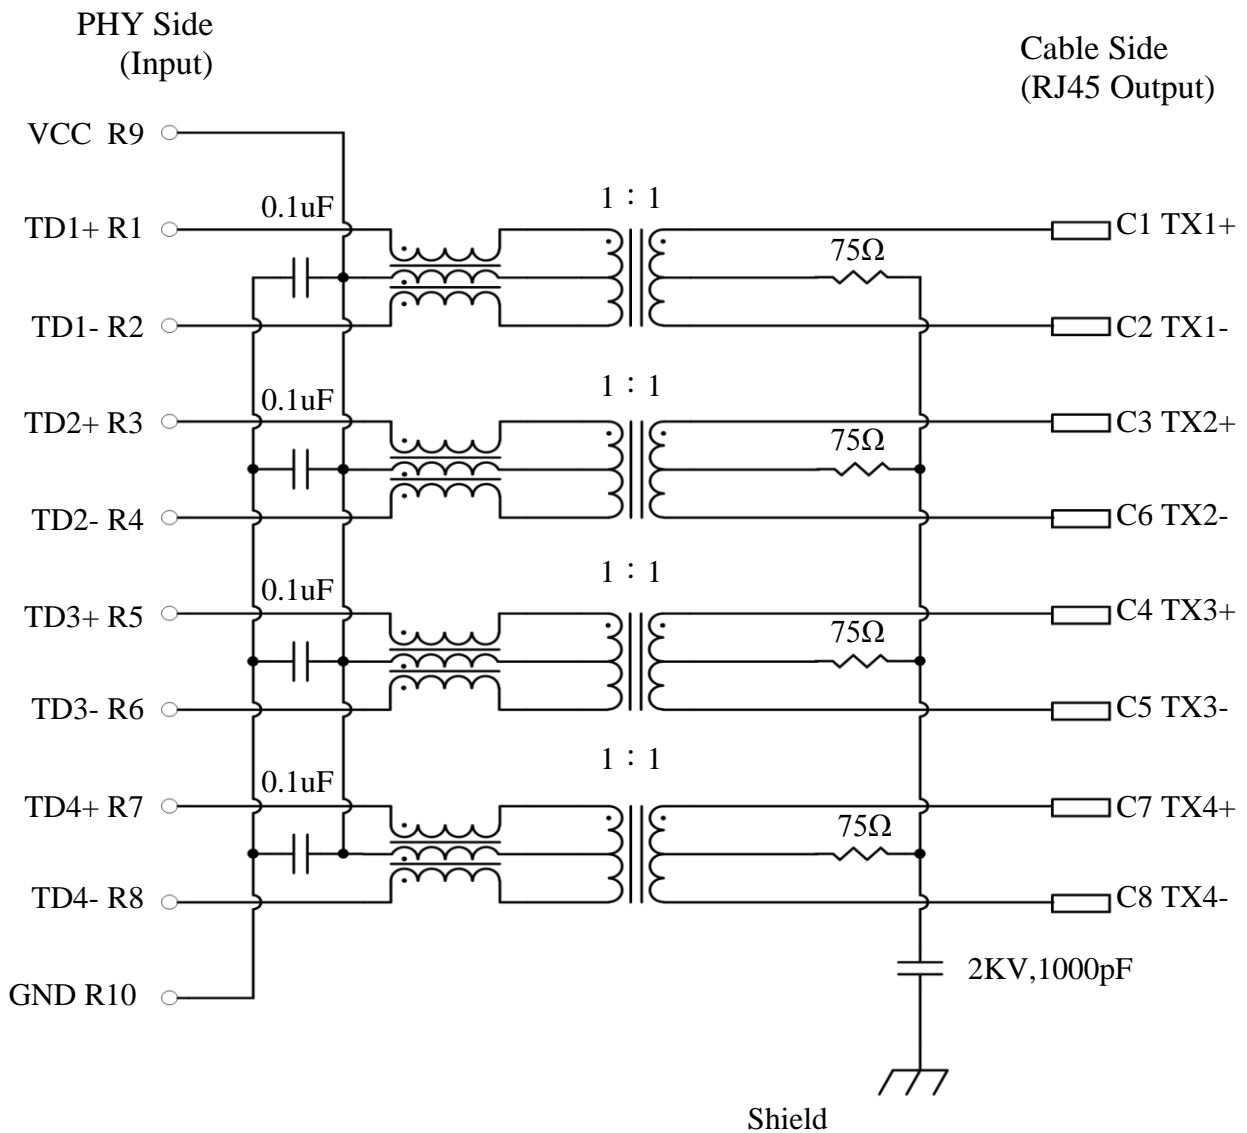 PHY Side
(Input)
Cable Side
(RJ45 Output)
VCC R9
0.1uF
1 : 1
TD1+ R1
C1 TX1+
75Ω
TD1- R2
C2 TX1-
0.1uF
1 : 1
TD2+ R3
C3 TX2+
75Ω
TD2- R4
C6 TX2-
0.1uF
1 : 1
TD3+ R5
C4 TX3+
75Ω
TD3- R6
C5 TX3-
0.1uF
1 : 1
TD4+ R7
C7 TX4+
75Ω
TD4- R8
C8 TX4-
2KV,1000pF
GND R10
Shield